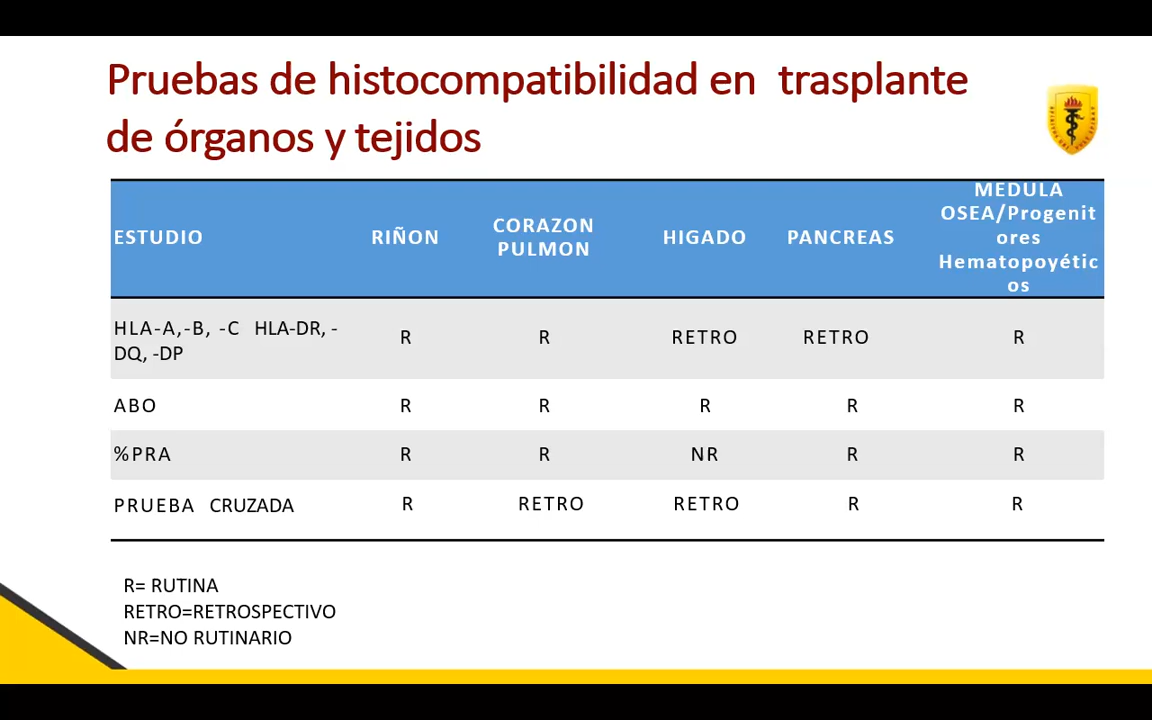 Pruebas de histocompatibilidad en trasplante
de órganos y tejidos
ESTUDIO RIÑON CORAZON PULMON HIGADO PANCREAS MEDULA OSEA/Progenitores Hematopoyéticos
HLA-A,-B, -C HLA-DR, -DQ, -DP R R RETRO RETRO R
ABO R R R R R
%PRA R R NR R R
PRUEBA CRUZADA R RETRO RETRO R R
R= RUTINA
RETRO=RETROSPECTIVO
NR=NO RUTINARIO